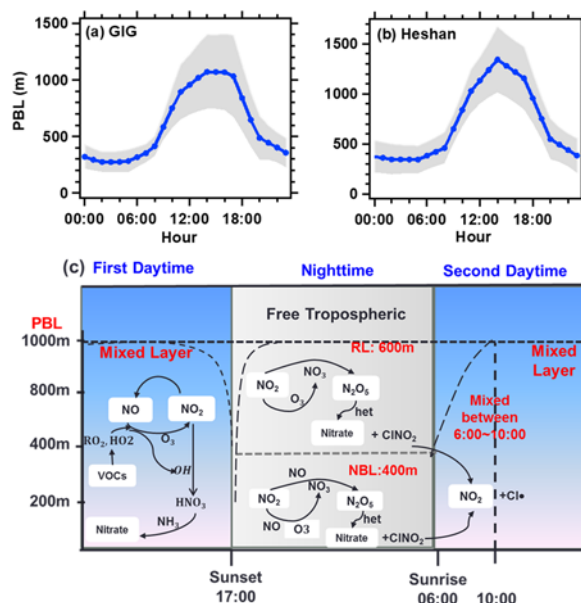 (a) GIG
(b) Heshan
PBL (m)
1500
1000
500
0
00:00 06:00 12:00 18:00
Hour
1500
1000
500
0
00:00 06:00 12:00 18:00
Hour
(c) First Daytime Nighttime Second Daytime
PBL
1000m
800m
400m
200m
Mixed Layer
NO NO₂
O₃
RO₂, HO2
OH
VOCs
HNO₃
NH₃
Nitrate
Free Tropospheric
RL: 600m
NO₃
NO₂
O₃
N₂O₅
het
Nitrate + ClNO₂
NBL:400m
NO
NO₃
NO₂
N₂O₅
NO O3
het
Nitrate +ClNO₂
Mixed
Layer
Mixed
between
6:00~10:00
NO₂ +Cl•
Sunset
17:00
Sunrise
06:00 10:00